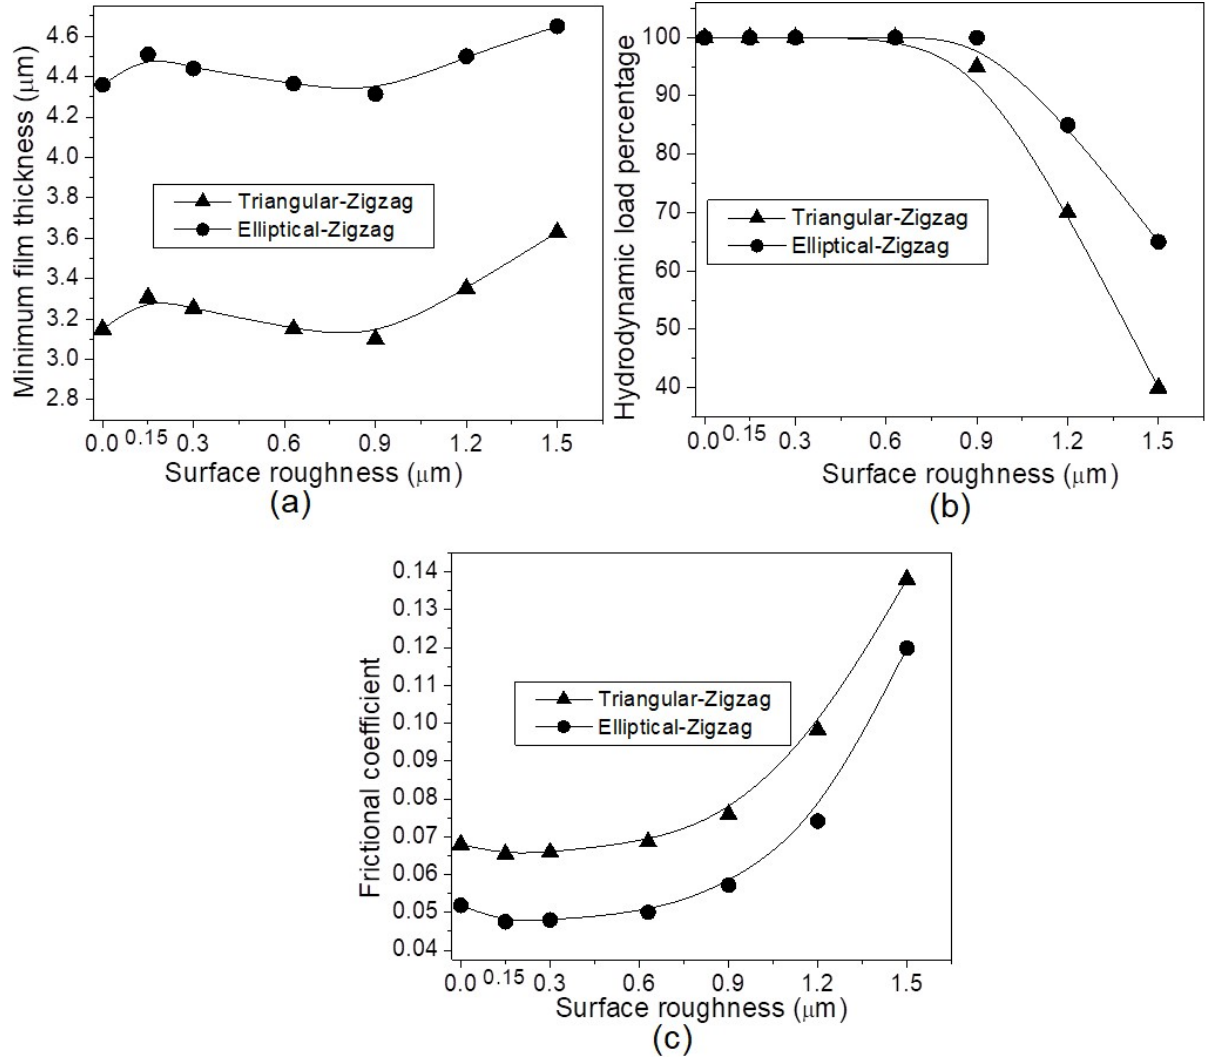 Minimum film thickness (μm)
4.6
4.4
4.2
4.0
3.8
3.6
3.4
3.2
3.0
2.8
Triangular-Zigzag
Elliptical-Zigzag
0.0 0.15 0.3 0.6 0.9 1.2 1.5
Surface roughness (μm)
(a)
Hydrodynamic load percentage
100
90
80
70
60
50
40
Triangular-Zigzag
Elliptical-Zigzag
0.0 0.15 0.3 0.6 0.9 1.2 1.5
Surface roughness (μm)
(b)
Frictional coefficient
0.14
0.13
0.12
0.11
0.10
0.09
0.08
0.07
0.06
0.05
0.04
Triangular-Zigzag
Elliptical-Zigzag
0.0 0.15 0.3 0.6 0.9 1.2 1.5
Surface roughness (μm)
(c)